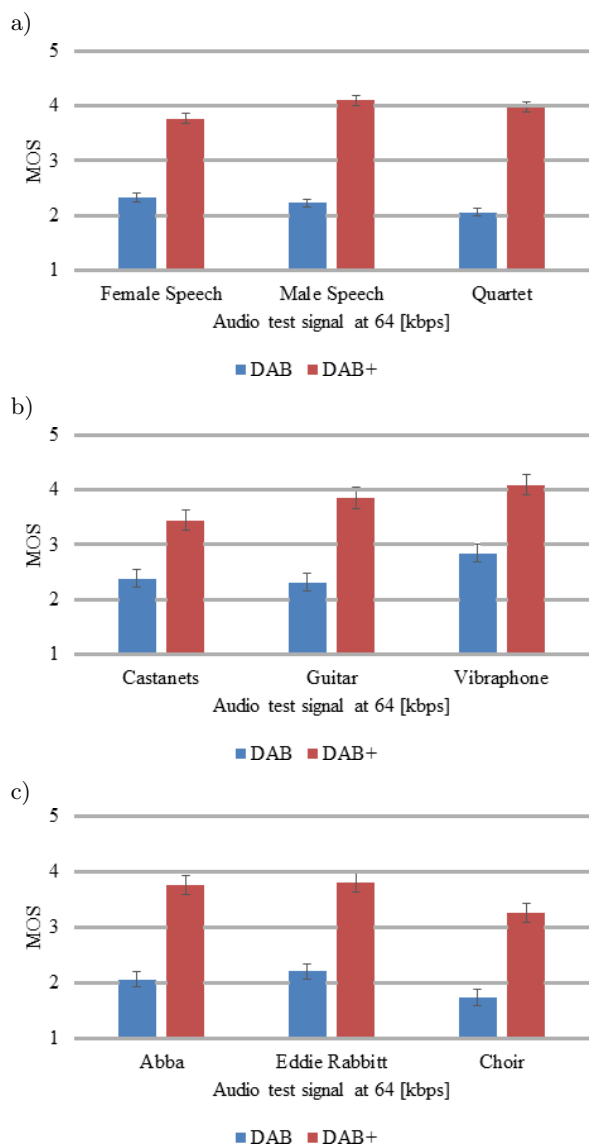 a)
5
4
3
2
1
MOS
Female Speech Male Speech Quartet
Audio test signal at 64 [kbps]
DAB DAB+
b)
5
4
3
2
1
MOS
Castanets Guitar Vibraphone
Audio test signal at 64 [kbps]
DAB DAB+
c)
5
4
3
2
1
MOS
Abba Eddie Rabbitt Choir
Audio test signal at 64 [kbps]
DAB DAB+